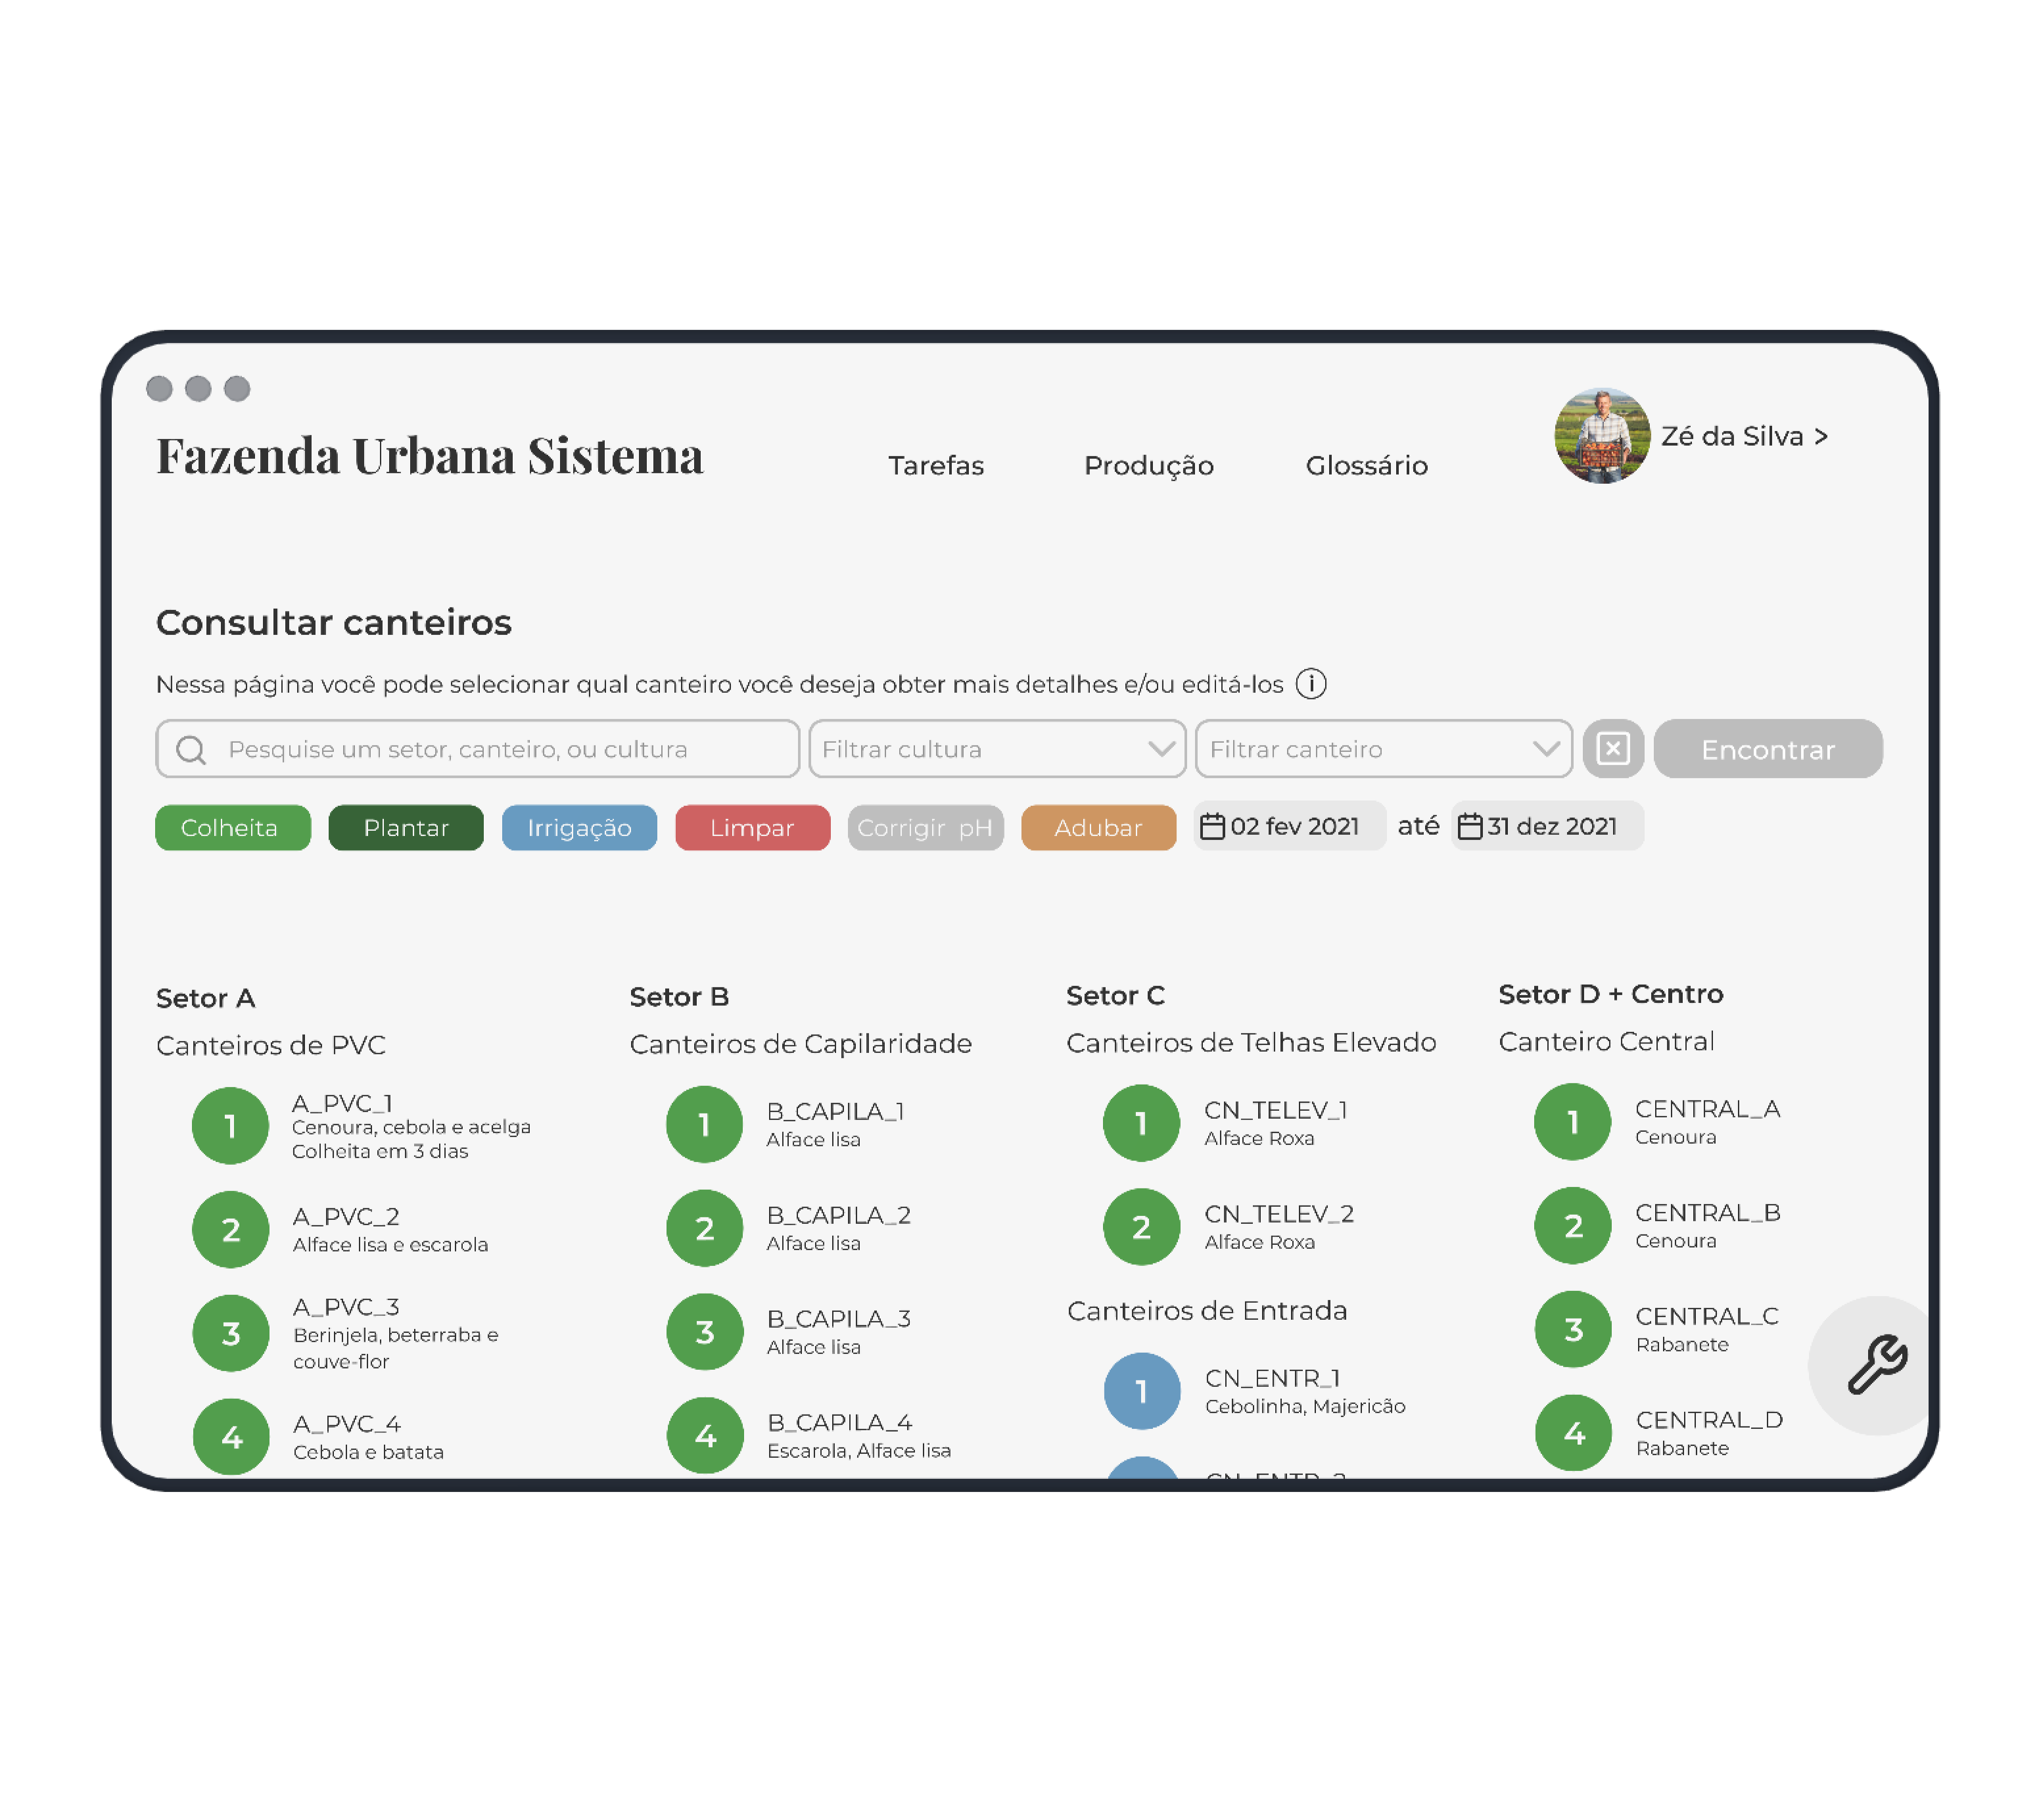 Fazenda Urbana Sistema
Tarefas
Produção
Glossário
Zé da Silva >
Consultar canteiros
Nessa página você pode selecionar qual canteiro você deseja obter mais detalhes e/ou editá-los
Pesquise um setor, canteiro, ou cultura
Filtrar cultura
Filtrar canteiro
Encontrar
Colheita
Plantar
Irrigação
Limpar
Corrigir pH
Adubar
02 fev 2021
até
31 dez 2021
Setor A
Canteiros de PVC
1
A_PVC_1
Cenoura, cebola e acelga
Colheita em 3 dias
2
A_PVC_2
Alface lisa e escarola
3
A_PVC_3
Berinjela, beterraba e
couve-flor
4
A_PVC_4
Cebola e batata
Setor B
Canteiros de Capilaridade
1
B_CAPILA_1
Alface lisa
2
B_CAPILA_2
Alface lisa
3
B_CAPILA_3
Alface lisa
4
B_CAPILA_4
Escarola, Alface lisa
Setor C
Canteiros de Telhas Elevado
1
CN_TELEV_1
Alface Roxa
2
CN_TELEV_2
Alface Roxa
Canteiros de Entrada
1
CN_ENTR_1
Cebolinha, Majericão
Setor D + Centro
Canteiro Central
1
CENTRAL_A
Cenoura
2
CENTRAL_B
Cenoura
3
CENTRAL_C
Rabanete
4
CENTRAL_D
Rabanete